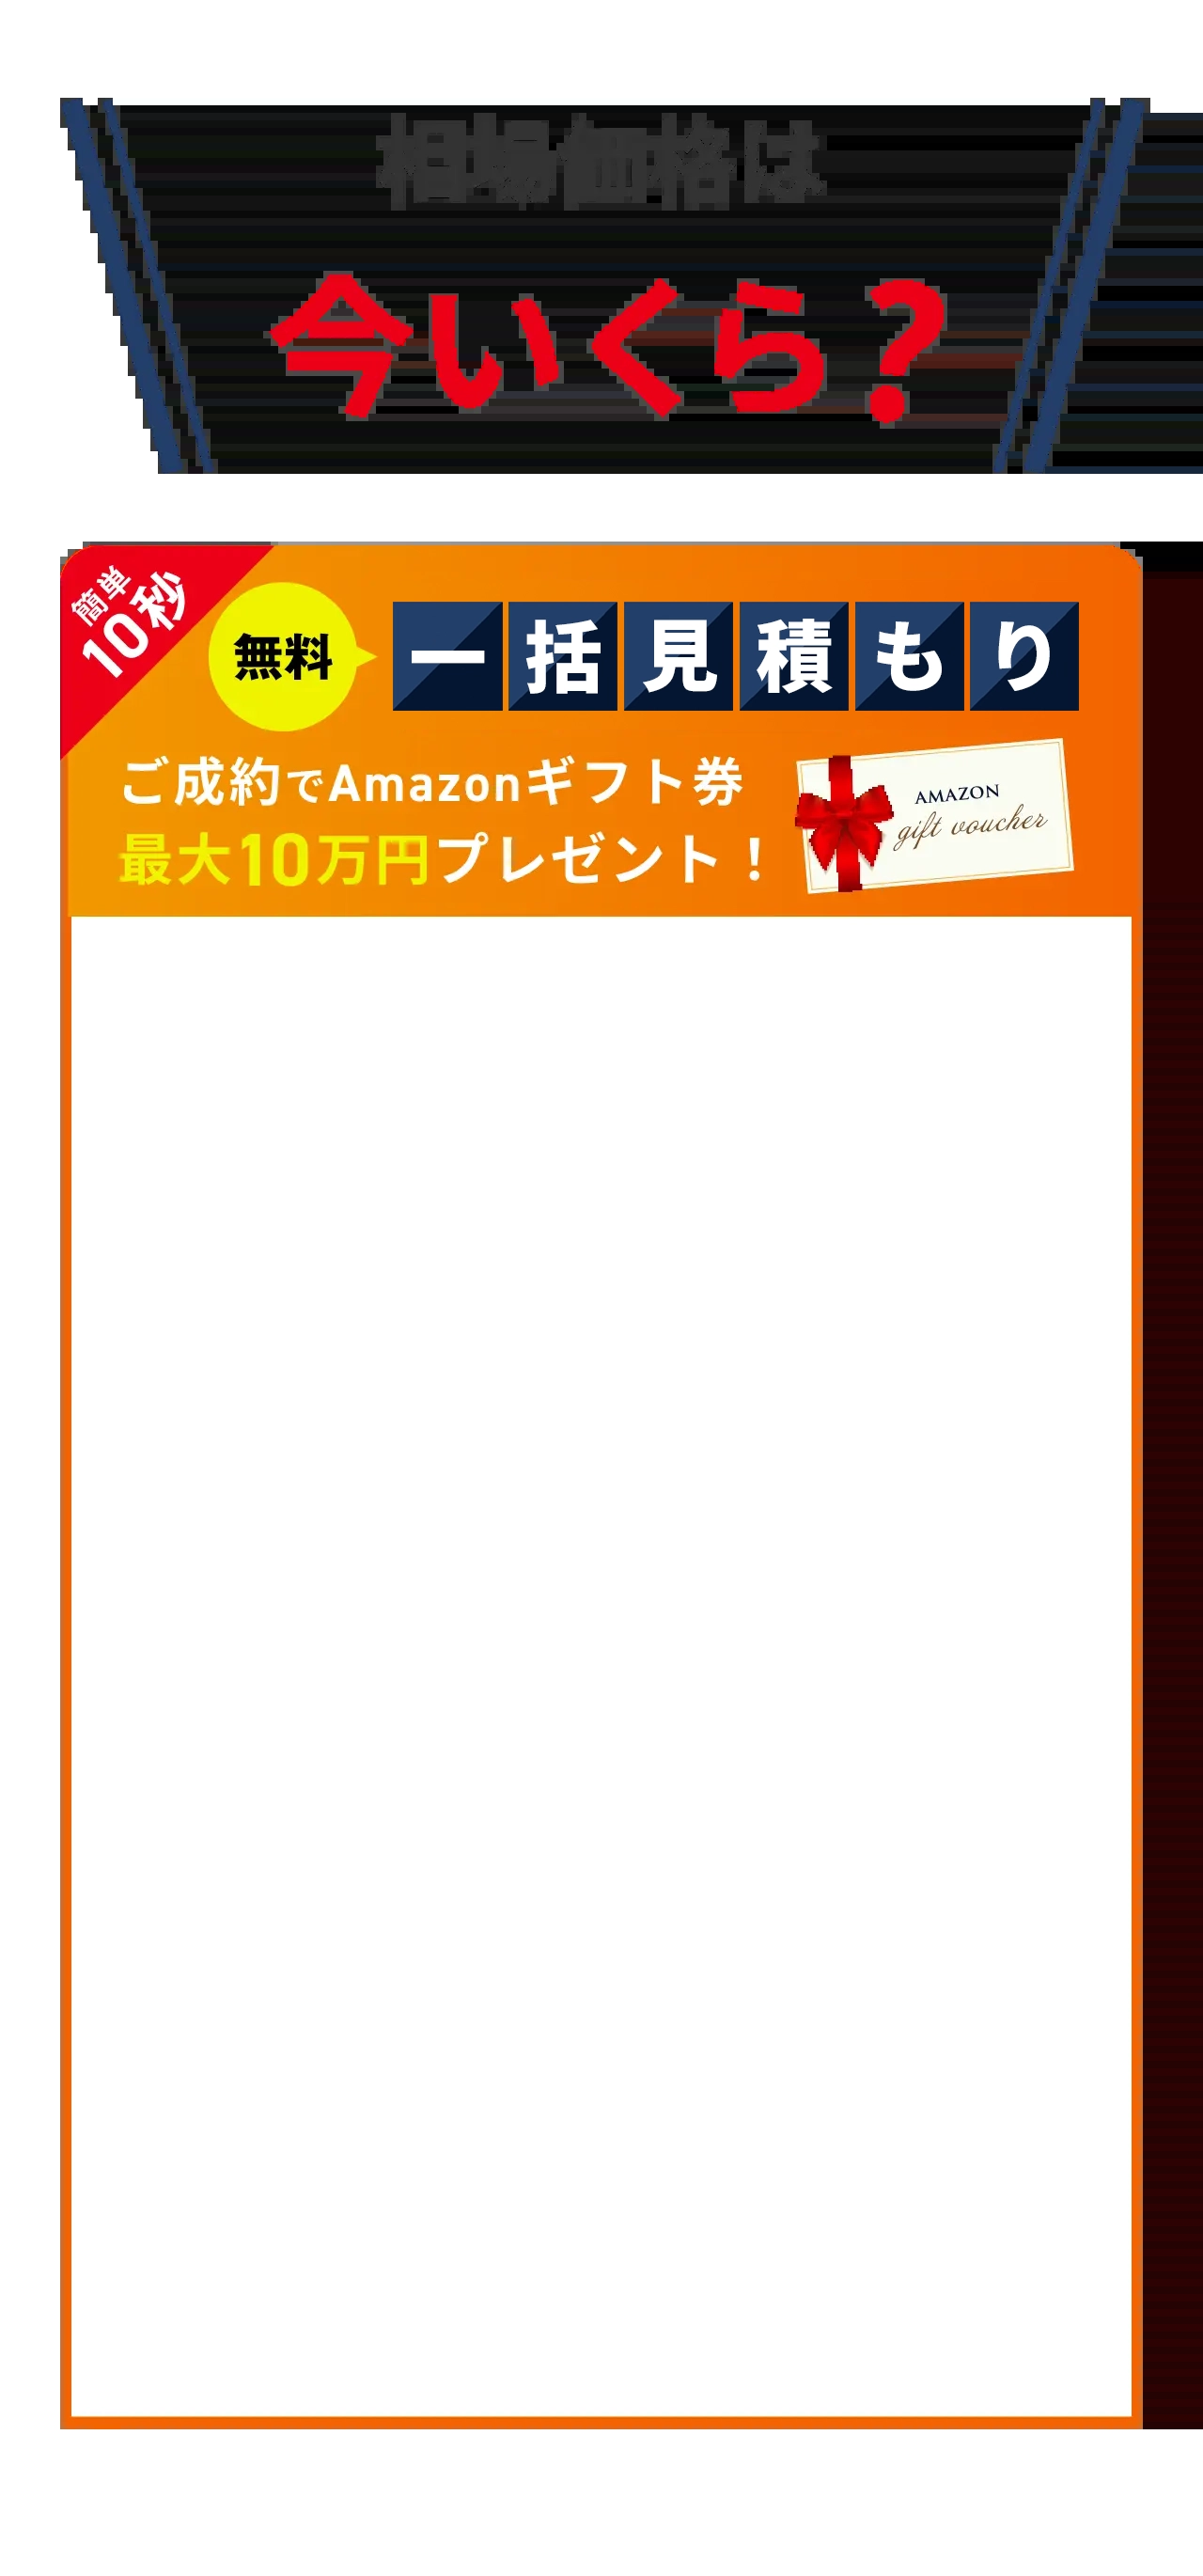 相場価格は
今いくら？
簡単
10秒
無料
一括見積もり
ご成約でAmazonギフト券
最大10万円プレゼント！
AMAZON
gift voucher